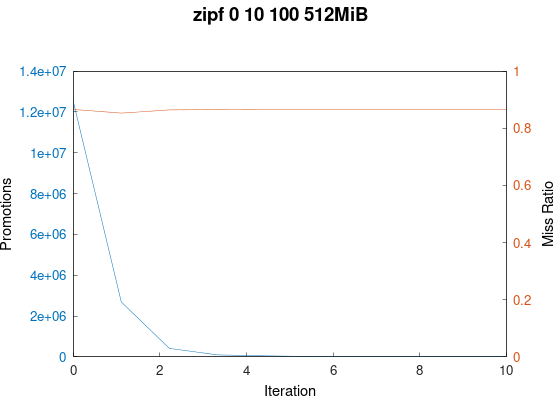 zipf 0 10 100 512MiB
1.4e+07
1.2e+07
1e+07
8e+06
6e+06
4e+06
2e+06
0
Promotions
1
0.8
0.6
0.4
0.2
0
Miss Ratio
0 2 4 6 8 10
Iteration